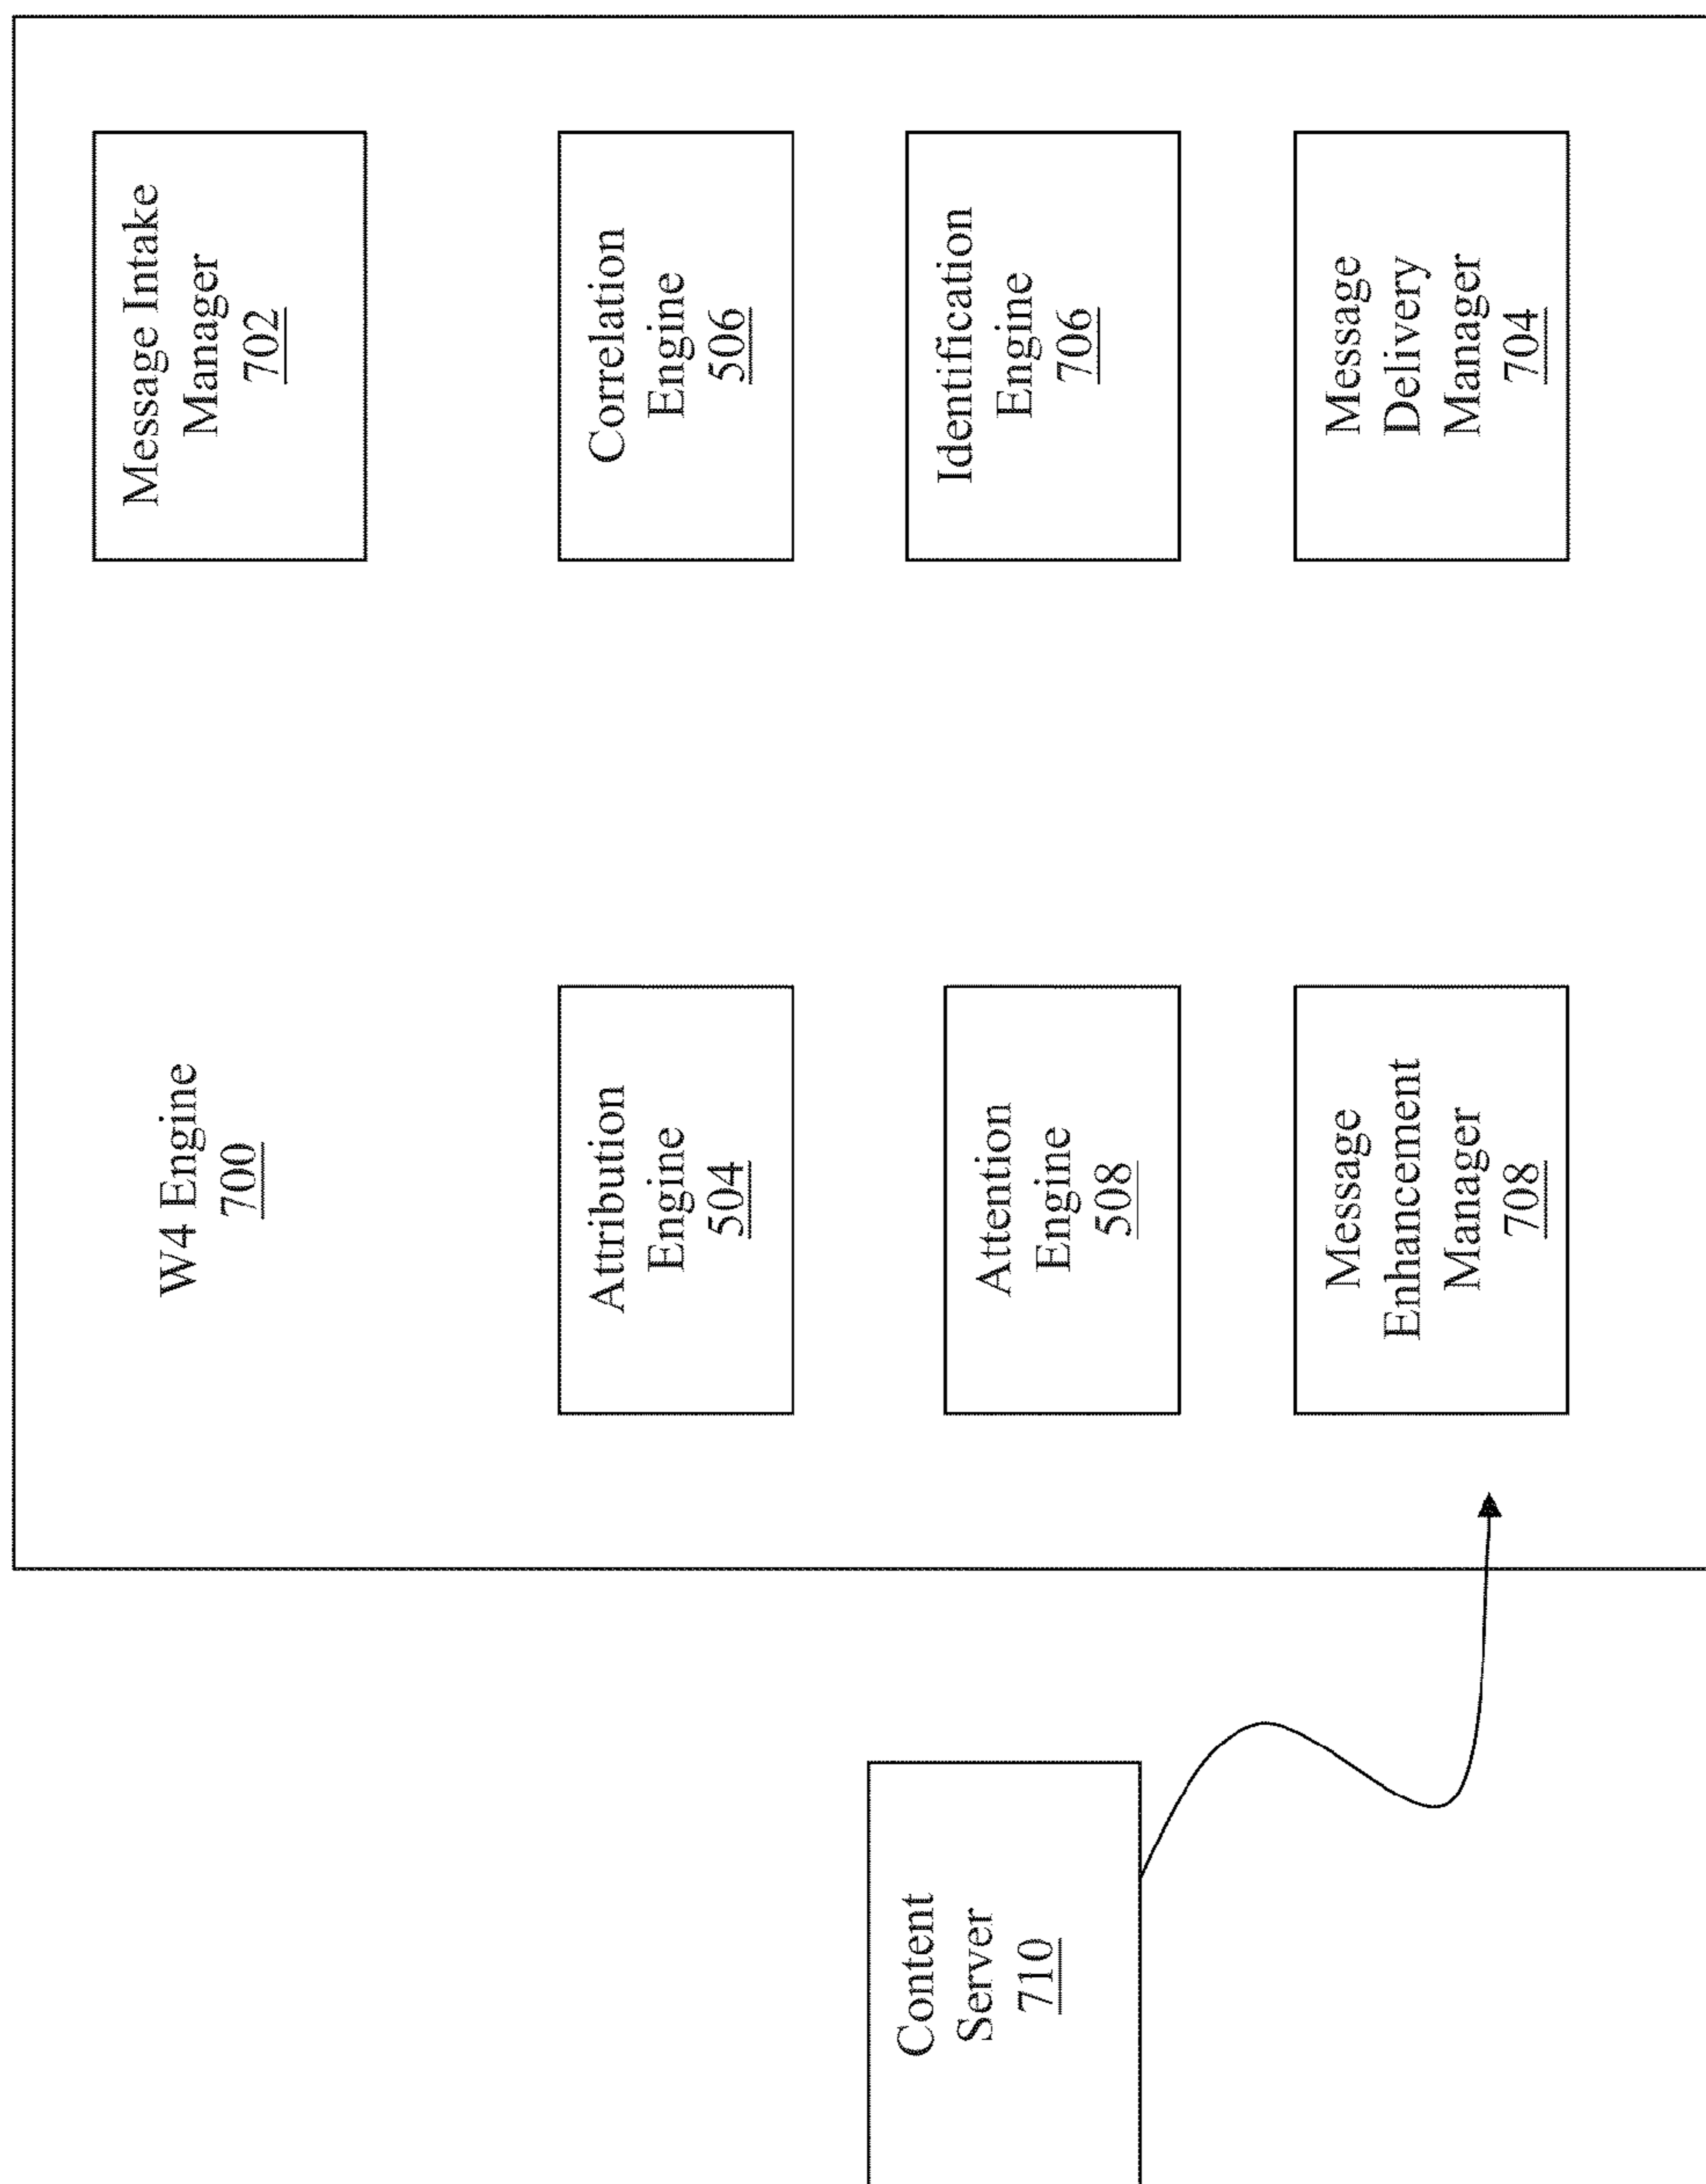 W4 Engine
700
Message Intake
Manager
702
Attribution
Engine
504
Correlation
Engine
506
Content
Server
710
Attention
Engine
508
Identification
Engine
706
Message
Enhancement
Manager
708
Message
Delivery
Manager
704